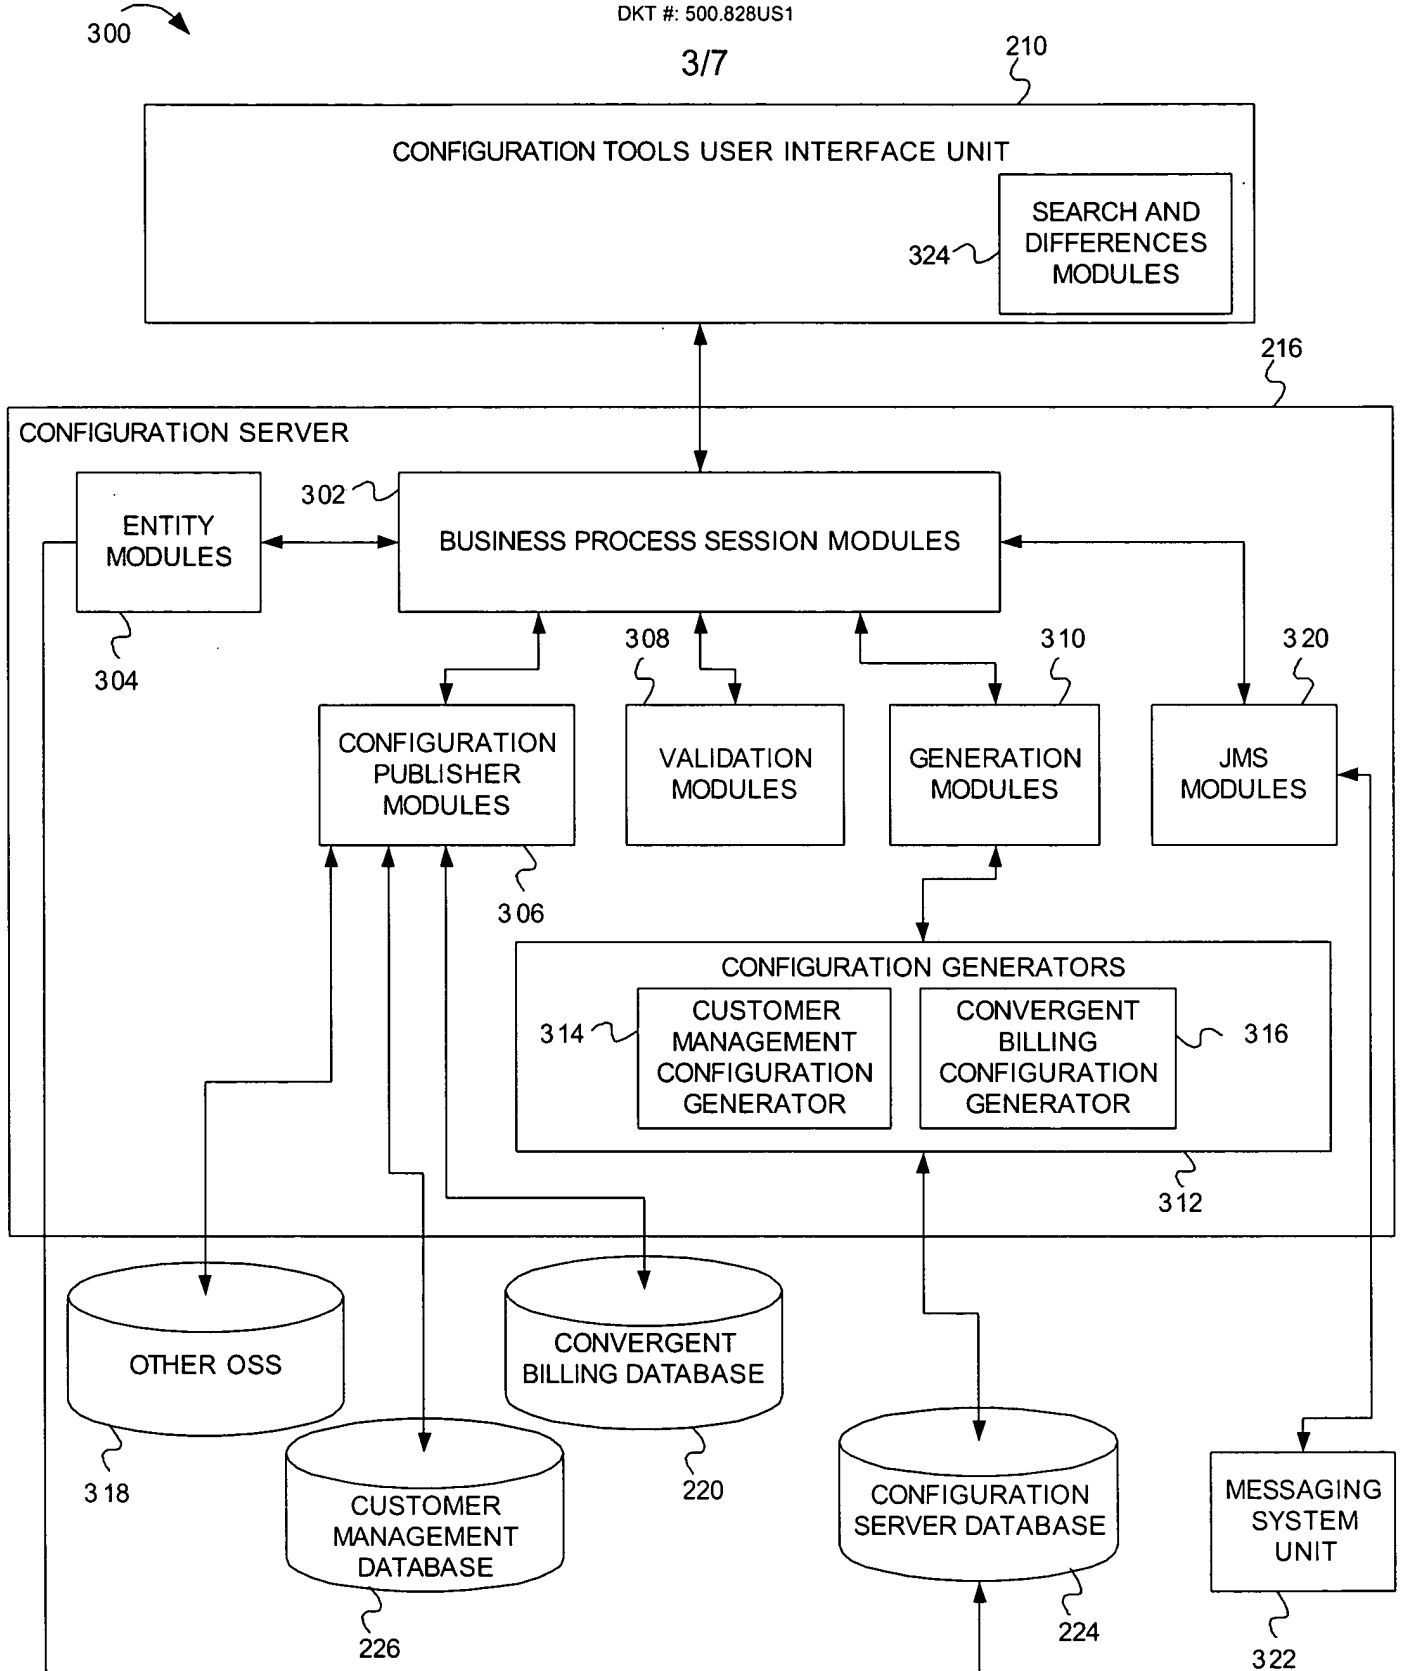 DKT #: 500.828US1
300
3/7
210
CONFIGURATION TOOLS USER INTERFACE UNIT
SEARCH AND
DIFFERENCES
MODULES
324
216
CONFIGURATION SERVER
302
ENTITY
MODULES
BUSINESS PROCESS SESSION MODULES
304
308
310
320
CONFIGURATION
PUBLISHER
MODULES
VALIDATION
MODULES
GENERATION
MODULES
JMS
MODULES
306
CONFIGURATION GENERATORS
314
CUSTOMER
MANAGEMENT
CONFIGURATION
GENERATOR
CONVERGENT
BILLING
CONFIGURATION
GENERATOR
316
312
OTHER OSS
CONVERGENT
BILLING DATABASE
318
220
CUSTOMER
MANAGEMENT
DATABASE
CONFIGURATION
SERVER DATABASE
MESSAGING
SYSTEM
UNIT
226
224
322